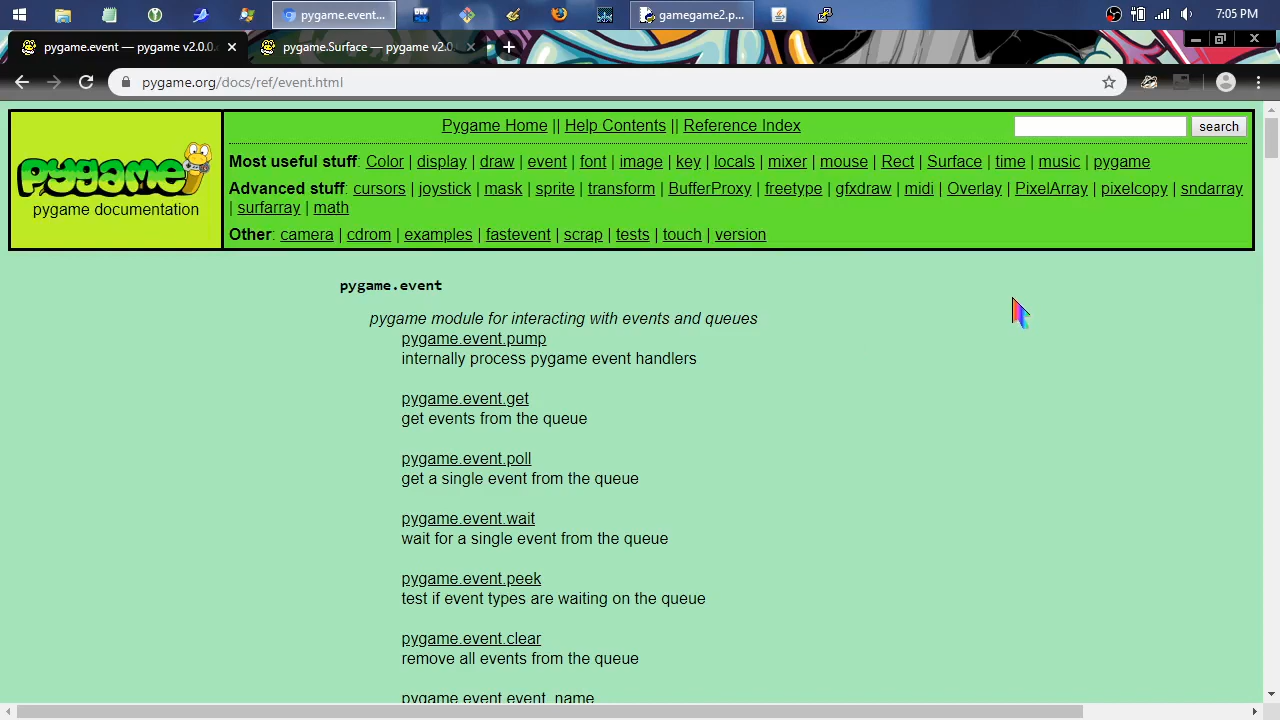 pygame.event...
gamegame2.p...
7:05 PM
pygame.event — pygame v2.0.0.
pygame.Surface — pygame v2.0
pygame.org/docs/ref/event.html
pygame
pygame documentation
Pygame Home || Help Contents || Reference Index
search
Most useful stuff: Color | display | draw | event | font | image | key | locals | mixer | mouse | Rect | Surface | time | music | pygame
Advanced stuff: cursors | joystick | mask | sprite | transform | BufferProxy | freetype | gfxdraw | midi | Overlay | PixelArray | pixelcopy | sndarray
| surfarray | math
Other: camera | cdrom | examples | fastevent | scrap | tests | touch | version
pygame.event
pygame module for interacting with events and queues
pygame.event.pump
internally process pygame event handlers
pygame.event.get
get events from the queue
pygame.event.poll
get a single event from the queue
pygame.event.wait
wait for a single event from the queue
pygame.event.peek
test if event types are waiting on the queue
pygame.event.clear
remove all events from the queue
pygame.event.event_name